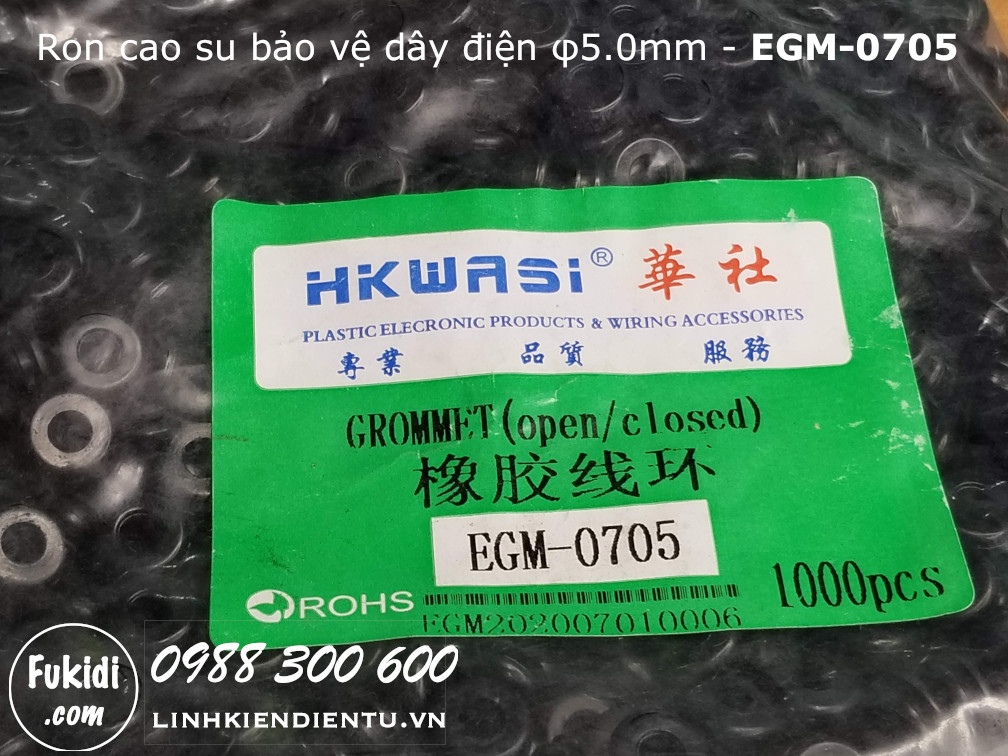 Ron cao su bảo vệ dây điện φ5.0mm - EGM-0705
HKWASI® 華社
PLASTIC ELECRONIC PRODUCTS & WIRING ACCESSORIES
專業 品質 服務
GROMMET(open/closed)
橡胶线环
EGM-0705
1000pcs
ROHS
EGM202007010006
Fukidi
.com
0988 300 600
LINHKIENDIENTU.VN